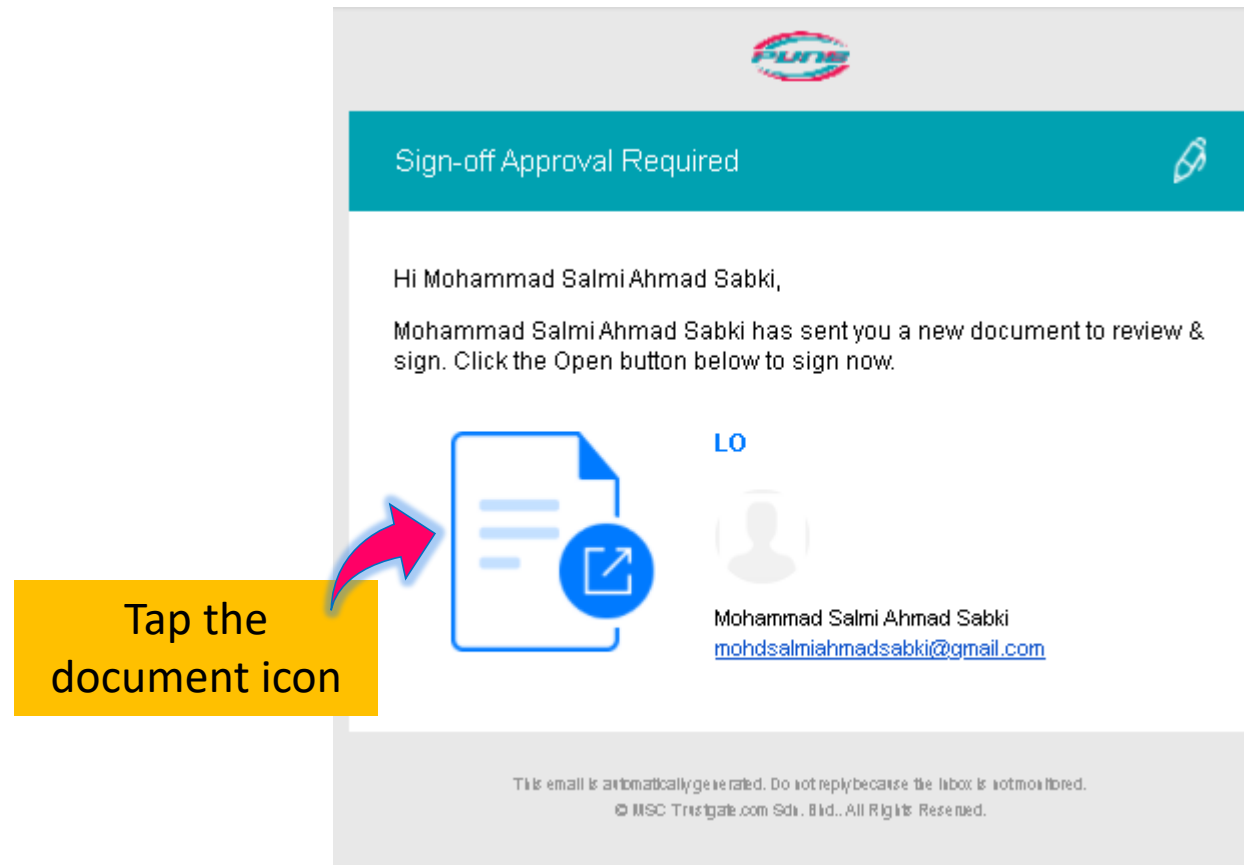 PUNB
Sign-off Approval Required
Hi Mohammad Salmi Ahmad Sabki,
Mohammad Salmi Ahmad Sabki has sent you a new document to review &
sign. Click the Open button below to sign now.
LO
Tap the
document icon
Mohammad Salmi Ahmad Sabki
mohdsalmiahmadsabki@gmail.com
This email is automatically generated. Do not reply because the inbox is not monitored.
© MSC Trustgate.com Sdn. Bhd.. All Rights Reserved.